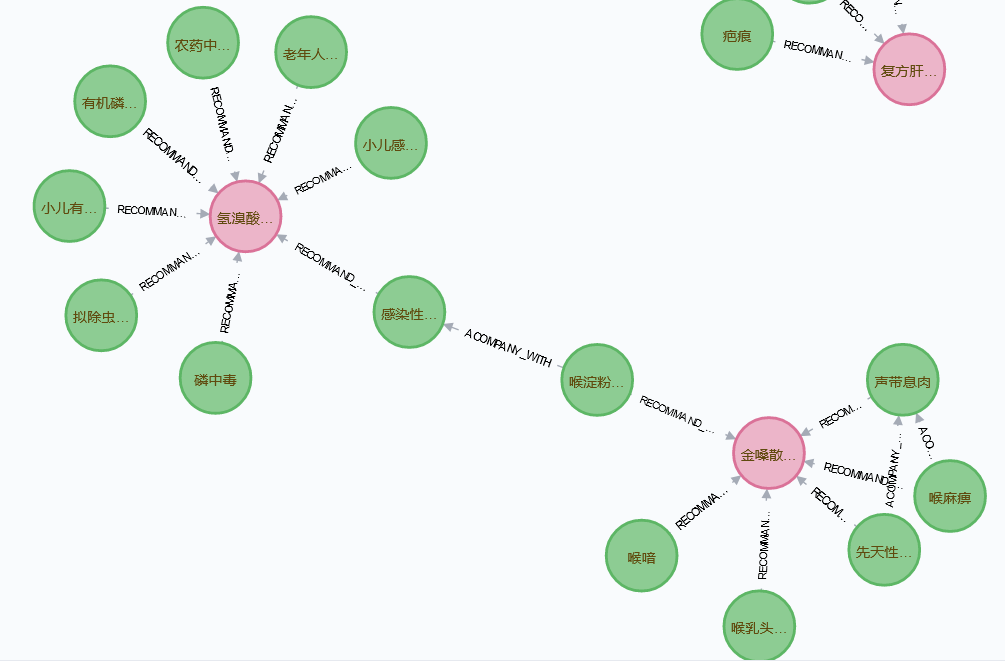 RECO...
疤痕
RECOMMAN...
复方肝...
农药中...
老年人...
有机磷...
RECOMMAND...
RECOMMAN...
小儿感...
RECOMMAND...
RECOMMA...
小儿有...
RECOMMAN...
氢溴酸...
RECOMMAN...
RECOMMAND_...
拟除虫...
RECOMMA...
感染性...
磷中毒
ACOMPANY_WITH
喉淀粉...
声带息肉
RECOMMAND_...
RECOM...
ACO...
金嗓散...
RECOMMAND...
ACOMPANY_...
喉麻痹
RECOMMA...
RECOM...
喉喑
RECOMMAN...
先天性...
喉乳头...